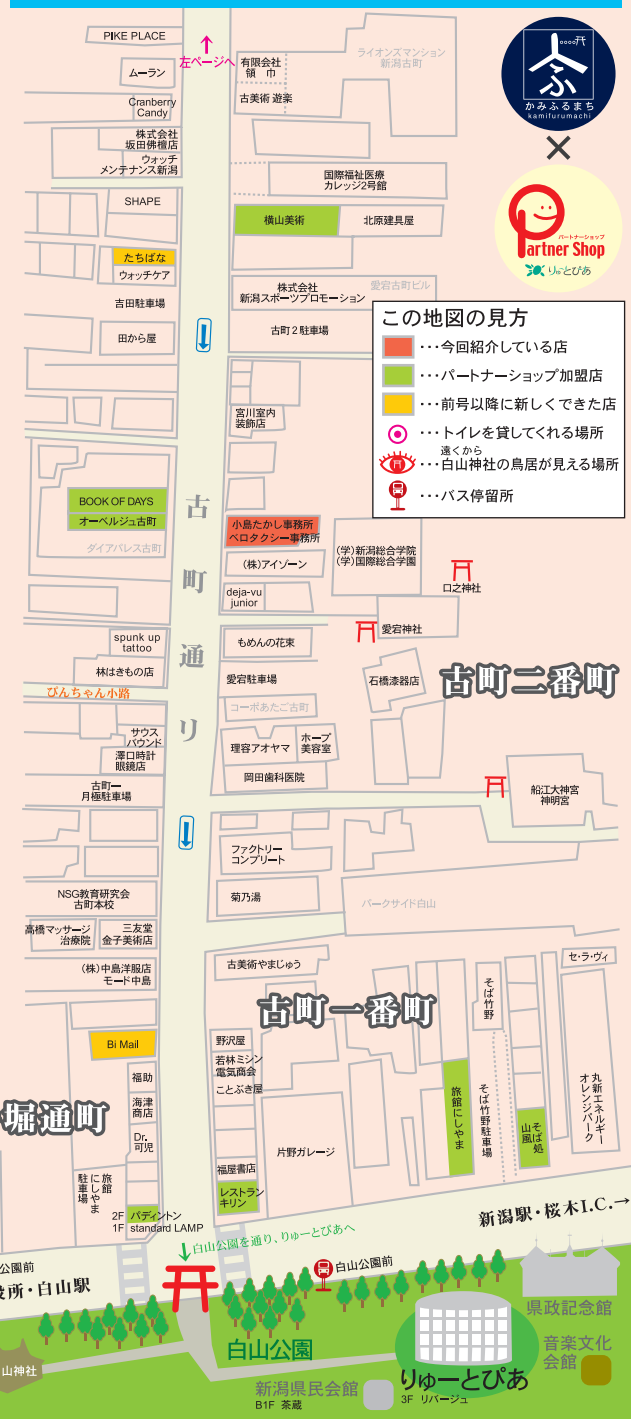 PIKE PLACE
左ページへ
ムーラン
Cranberry
Candy
株式会社
坂田佛檀店
ウォッチ
メンテナンス新潟
有限会社
領 巾
古美術 遊楽
ライオンズマンション
新潟古町
かみふるまち
kamifurumachi
×
パートナーショップ
Partner Shop
りゅーとぴあ
国際福祉医療
カレッジ2号館
SHAPE
横山美術
北原建具屋
たちばな
ウォッチケア
吉田駐車場
田から屋
株式会社
新潟スポーツプロモーション
愛宕古町ビル
古町2駐車場
この地図の見方
・・・今回紹介している店
・・・パートナーショップ加盟店
・・・前号以降に新しくできた店
・・・トイレを貸してくれる場所
遠くから
・・・白山神社の鳥居が見える場所
・・・バス停留所
宮川室内
装飾店
BOOK OF DAYS
オーベルジュ古町
ダイアパレス古町
古町通り
小島たかし事務所
ベロタクシー事務所
(株)アイゾーン
deja-vu
junior
(学)新潟総合学院
(学)国際総合学園
口之神社
愛宕神社
spunk up
tattoo
林はきもの店
ぴんちゃん小路
もめんの花束
愛宕駐車場
コーポあたご古町
石橋漆器店
古町二番町
サウス
バウンド
澤口時計
眼鏡店
理容アオヤマ
ホープ
美容室
岡田歯科医院
古町一
月極駐車場
船江大神宮
神明宮
ファクトリー
コンプリート
NSG教育研究会
古町本校
菊乃湯
パークサイド白山
高橋マッサージ
治療院
三友堂
金子美術店
(株)中島洋服店
モード中島
古美術やまじゅう
セ・ラ・ヴィ
そば竹野
古町一番町
Bi Mail
野沢屋
若林ミシン
電気商会
ことぶき屋
福助
海津
商店
Dr.
可児
堀通町
片野ガレージ
旅館にしやま
そば竹野駐車場
そば処
山風
丸新エネルギー
オレンジパーク
旅館
にしやま
駐車場
福屋書店
レストラン
キリン
2F パディントン
1F standard LAMP
新潟駅・桜木I.C.→
白山公園を通り、りゅーとぴあへ
公園前
役所・白山駅
白山公園前
県政記念館
白山公園
音楽文化
会館
山神社
りゅーとぴあ
3F リバージュ
新潟県民会館
B1F 茶蔵